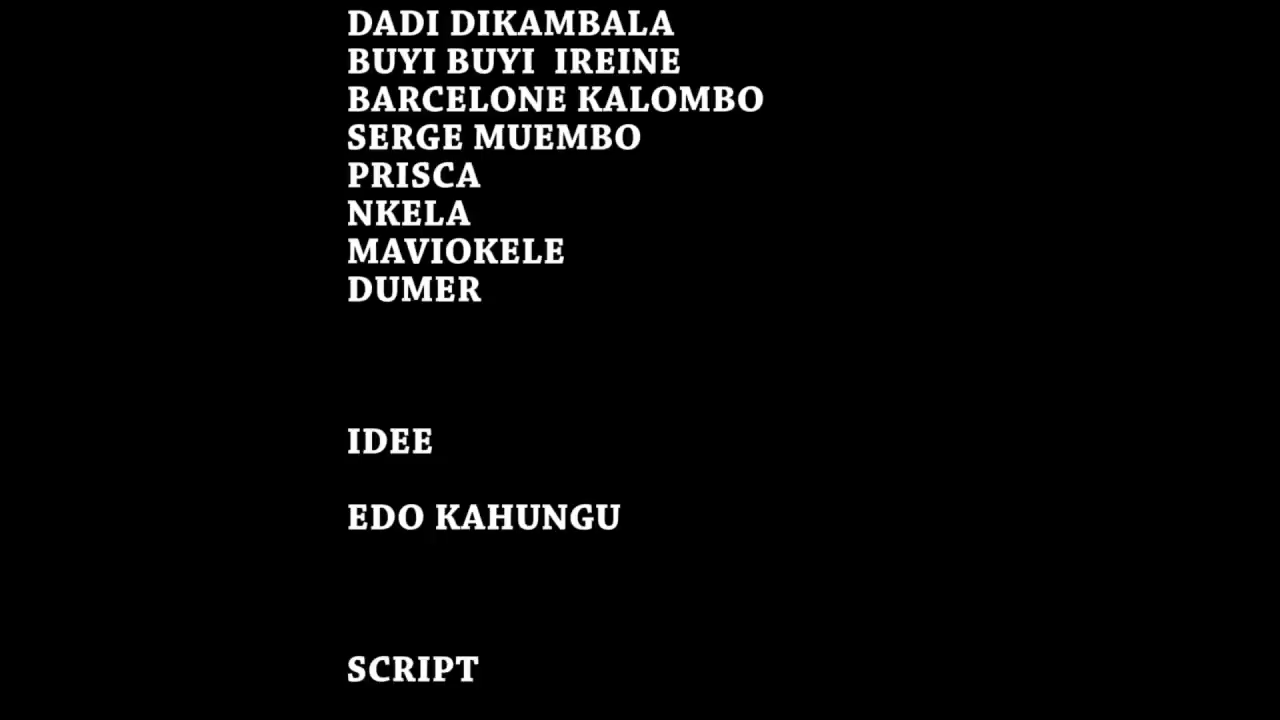 DADI DIKAMBALA
BUYI BUYI  IREINE
BARCELONE KALOMBO
SERGE MUEMBO
PRISCA
NKELA
MAVIOKELE
DUMER
IDEE
EDO KAHUNGU
SCRIPT